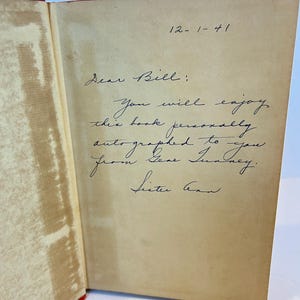 12-1-41
Dear Bill:
You will enjoy
this book personally
autographed to you
from Gene Tunney.
Sister Ann